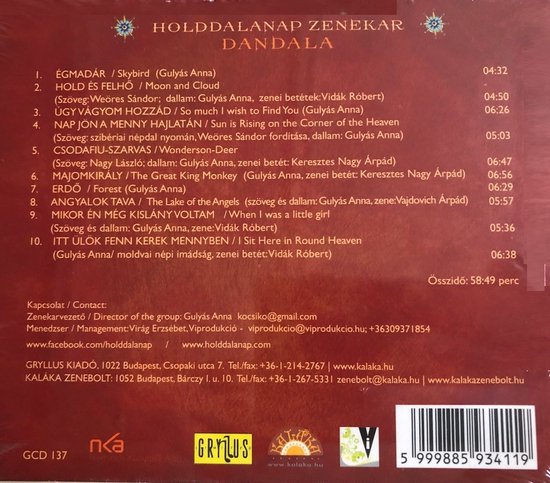 HOLDDALANAP ZENEKAR
DANDALA
1. ÉGMADÁR / Skybird (Gulyás Anna) 04:32
2. HOLD ÉS FELHŐ / Moon and Cloud
(Szöveg: Weöres Sándor; dallam: Gulyás Anna, zenei betétek: Vidák Róbert) 04:50
3. ÚGY VÁGYOM HOZZÁD / So much I wish to Find You (Gulyás Anna) 06:26
4. NAP JÖN A MENNY HAJLATÁN / Sun is Rising on the Corner of the Heaven
(Szöveg: szibériai népdal nyomán, Weöres Sándor fordítása, dallam: Gulyás Anna) 05:03
5. CSODAFIU-SZARVAS / Wonderson-Deer
(Szöveg: Nagy László; dallam: Gulyás Anna, zenei betét: Keresztes Nagy Árpád) 06:47
6. MAJOMKIRÁLY / The Great King Monkey (Gulyás Anna, zenei betét: Keresztes Nagy Árpád) 06:56
7. ERDŐ / Forest (Gulyás Anna) 06:29
8. ANGYALOK TAVA / The Lake of the Angels (szöveg és dallam: Gulyás Anna, zene: Vajdovich Árpád) 05:57
9. MIKOR ÉN MÉG KISLÁNY VOLTAM / When I was a little girl
(Szöveg és dallam: Gulyás Anna, zenei betét: Vidák Róbert) 05:36
10. ITT ÜLÖK FENN KEREK MENNYBEN / I Sit Here in Round Heaven
(Gulyás Anna/ moldvai népi imádság, zenei betét: Vidák Róbert) 06:38
Összidő: 58:49 perc
Kapcsolat / Contact:
Zenekarvezető / Director of the group: Gulyás Anna kocsiko@gmail.com
Menedzser / Management: Virág Erzsébet, Viprodukció - viprodukcio@viprodukcio.hu; +36309371854
www.facebook.com/holddalanap / www.holddalanap.com
GRYLLUS KIADÓ, 1022 Budapest, Csopaki utca 7. Tel./fax: +36-1-214-2767 \ www.kalaka.hu
KALÁKA ZENEBOLT: 1052 Budapest, Bárczy I. u. 10. Tel./fax: +36-1-267-5331 zenebolt@kalaka.hu, www.kalakazenebolt.hu
GCD 137
nka
GRYLLUS
KALÁKA
www.kalaka.hu
Vi
5 999885 934119